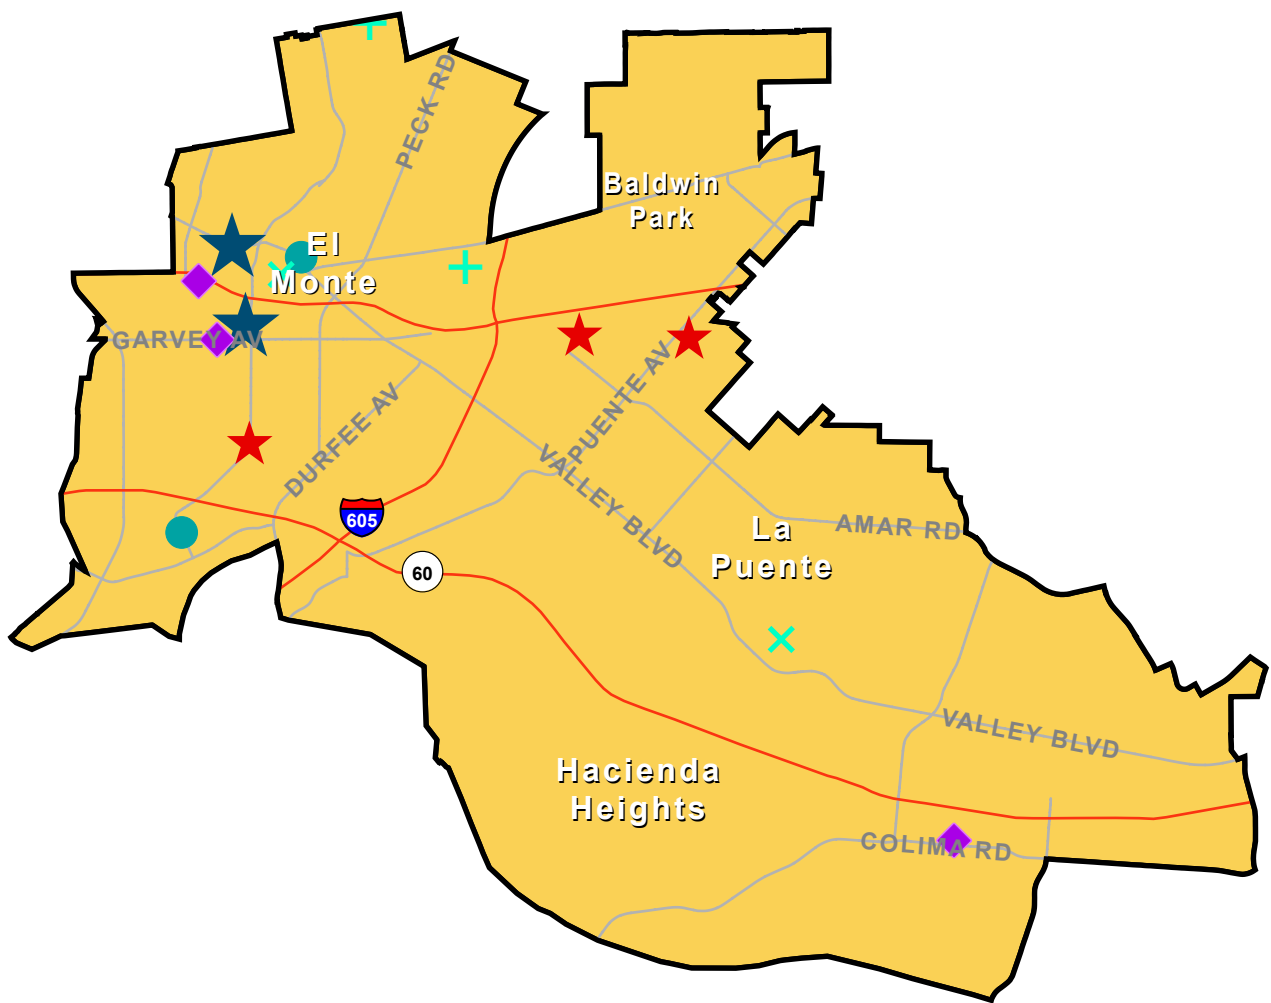 PECK RD
Baldwin
Park
El
Monte
GARVEY AV
PUENTE AV
DURFEE AV
VALLEY BLVD
605
La
Puente
AMAR RD
60
VALLEY BLVD
Hacienda
Heights
COLIMA RD